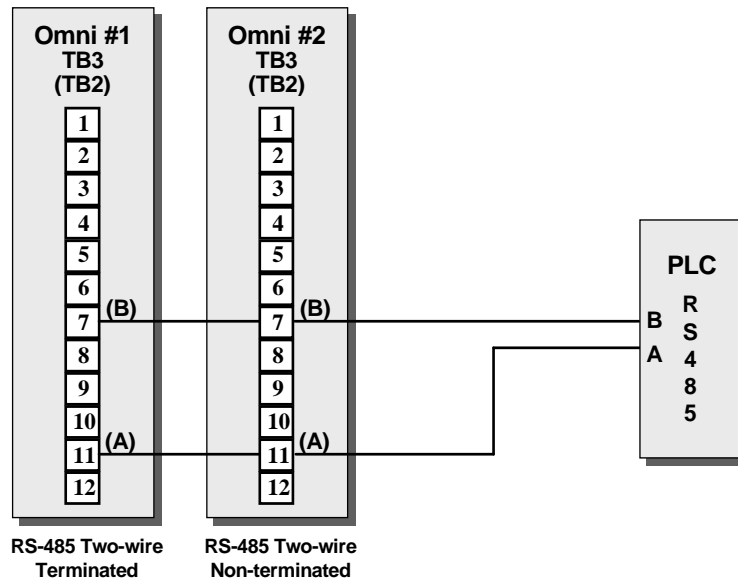 Omni #1
TB3
(TB2)
1
2
3
4
5
6
7
8
9
10
11
12
(B)
(A)
RS-485 Two-wire
Terminated
Omni #2
TB3
(TB2)
1
2
3
4
5
6
7
8
9
10
11
12
(B)
(A)
RS-485 Two-wire
Non-terminated
PLC
B
A
R
S
4
8
5